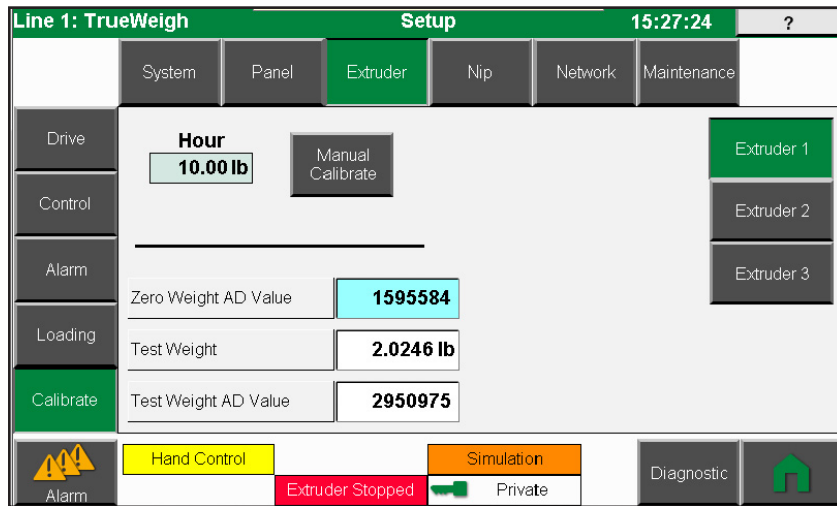 Line 1: TrueWeigh Setup 15:27:24 ?
System Panel Extruder Nip Network Maintenance
Drive
Control
Alarm
Loading
Calibrate
Hour
10.00 lb
Manual
Calibrate
Extruder 1
Extruder 2
Extruder 3
Zero Weight AD Value 1595584
Test Weight 2.0246 lb
Test Weight AD Value 2950975
Alarm
Hand Control
Extruder Stopped
Simulation
Private
Diagnostic